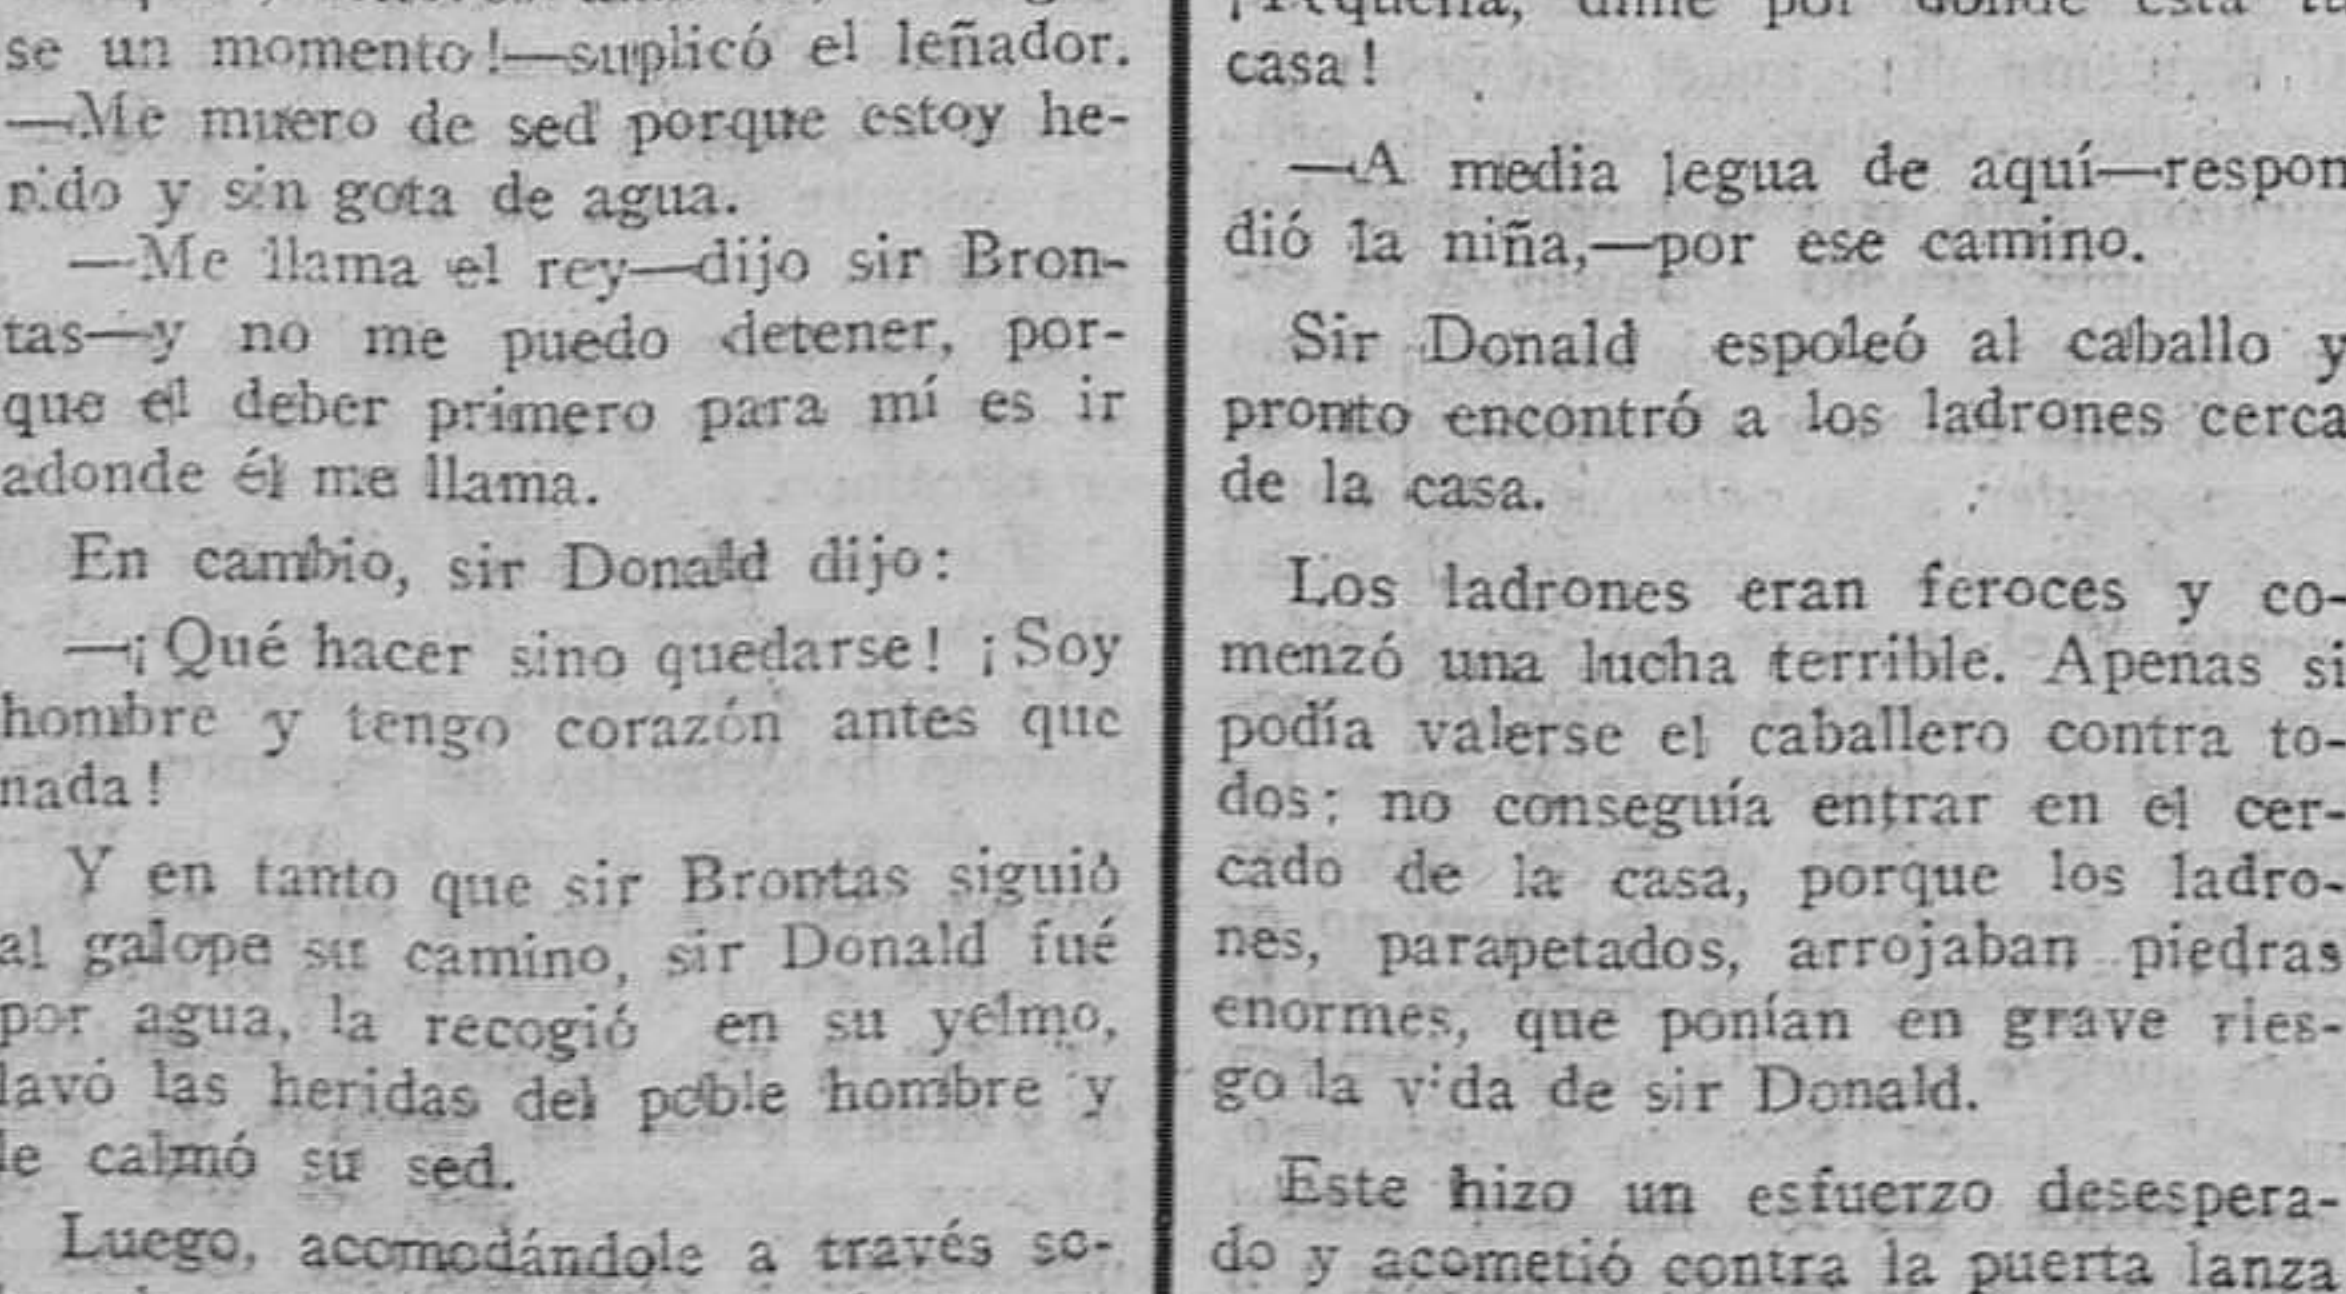 se un momento!—suplicó el leñador.
—Me muero de sed porque estoy he-
rido y sin gota de agua.
—Me llama el rey—dijo sir Bron-
tas—y no me puedo detener, por-
que el deber primero para mí es ir
adonde él me llama.
En cambio, sir Donald dijo:
—¡Qué hacer sino quedarse! ¡Soy
hombre y tengo corazón antes que
nada!
Y en tanto que sir Brontas siguió
al galope su camino, sir Donald fué
por agua, la recogió en su yelmo,
lavó las heridas del poble hombre y
le calmó su sed.
Luego, acomodándole a través so-
¡Pequeña, dime por dónde está tu
casa!
—A media legua de aquí—respon
dió la niña,—por ese camino.
Sir Donald espoleó al caballo y
pronto encontró a los ladrones cerca
de la casa.
Los ladrones eran feroces y co-
menzó una lucha terrible. Apenas si
podía valerse el caballero contra to-
dos; no conseguía entrar en el cer-
cado de la casa, porque los ladro-
nes, parapetados, arrojaban piedras
enormes, que ponían en grave ries-
go la vida de sir Donald.
Este hizo un esfuerzo desespera-
do y acometió contra la puerta lanza